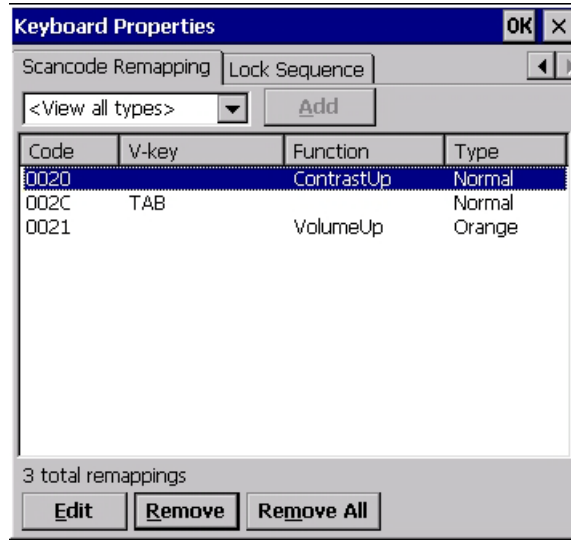 Keyboard Properties OK ×
Scancode Remapping Lock Sequence
<View all types> Add
Code V-key Function Type
0020 ContrastUp Normal
002C TAB Normal
0021 VolumeUp Orange
3 total remappings
Edit Remove Remove All